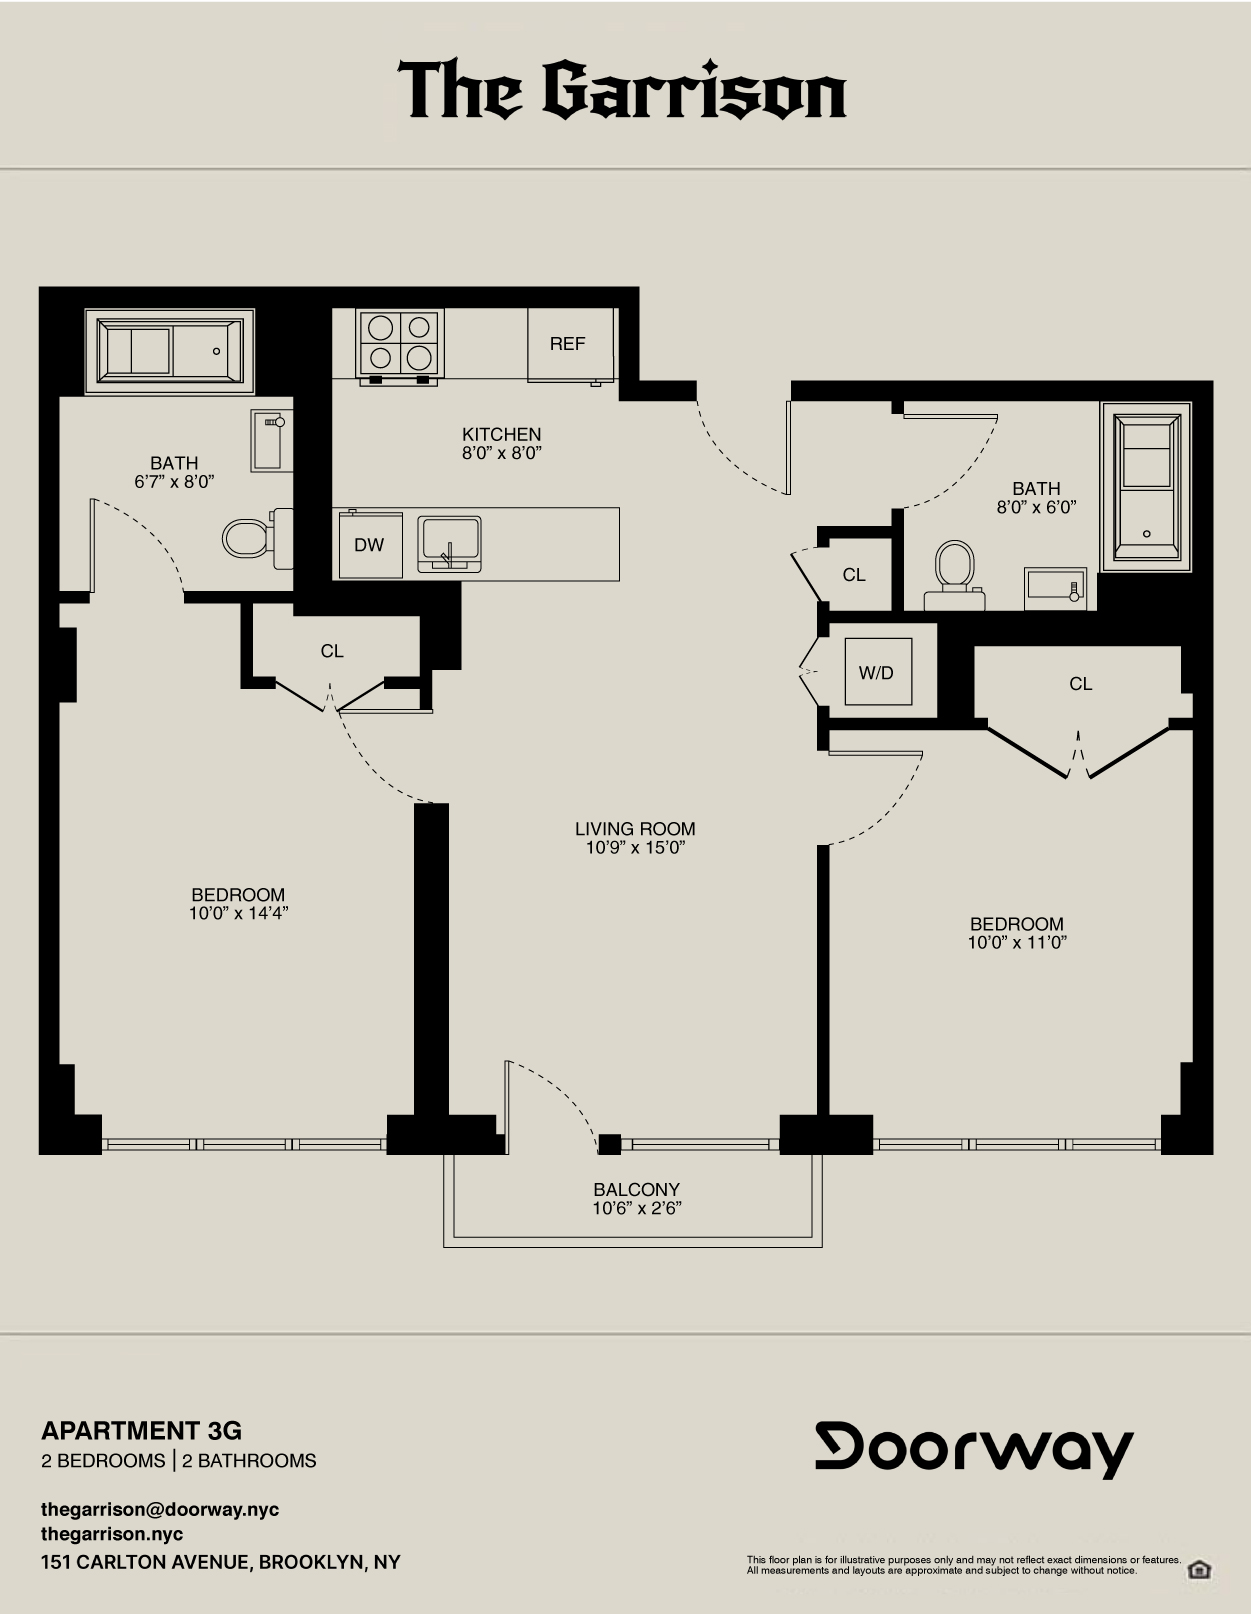 The Garrison
REF
KITCHEN
8'0” x 8'0”
BATH
6'7” x 8'0”
BATH
8'0” x 6'0”
DW
CL
CL
W/D
CL
LIVING ROOM
10'9” x 15'0”
BEDROOM
10'0” x 14'4”
BEDROOM
10'0” x 11'0”
BALCONY
10'6” x 2'6”
APARTMENT 3G
2 BEDROOMS | 2 BATHROOMS
Doorway
thegarrison@doorway.nyc
thegarrison.nyc
151 CARLTON AVENUE, BROOKLYN, NY
This floor plan is for illustrative purposes only and may not reflect exact dimensions or features.
All measurements and layouts are approximate and subject to change without notice.